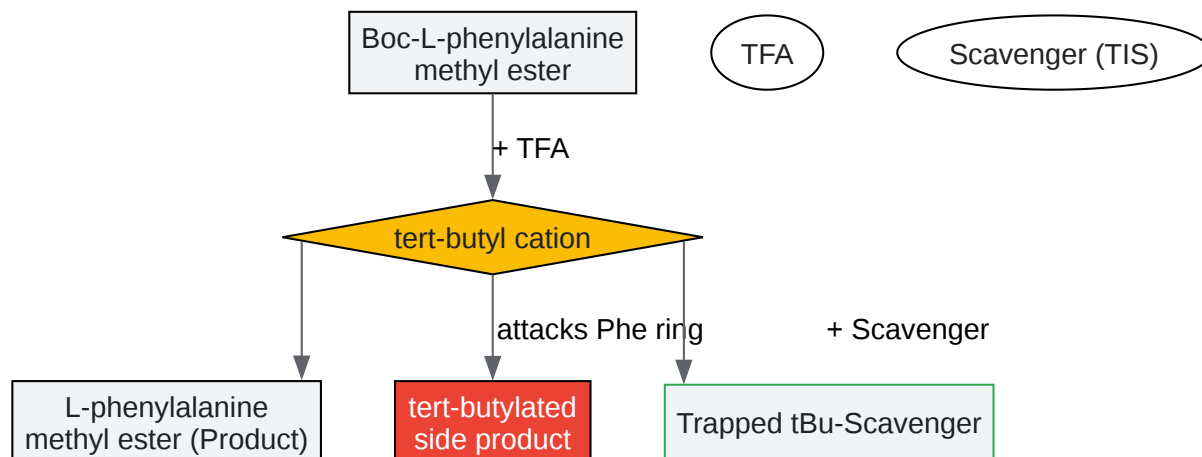 Boc-L-phenylalanine
methyl ester
TFA
Scavenger (TIS)
+ TFA
tert-butyl cation
attacks Phe ring
+ Scavenger
L-phenylalanine
methyl ester (Product)
tert-butylated
side product
Trapped tBu-Scavenger